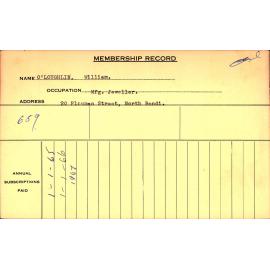 MEMBERSHIP RECORD
NAME O'LOUGHLIN, William.
OCCUPATION Mfg. Jeweller.
ADDRESS 20 Plowman Street, North Bondi.
659
ANNUAL
SUBSCRIPTIONS
PAID
1-1-65
1-1-66
1967